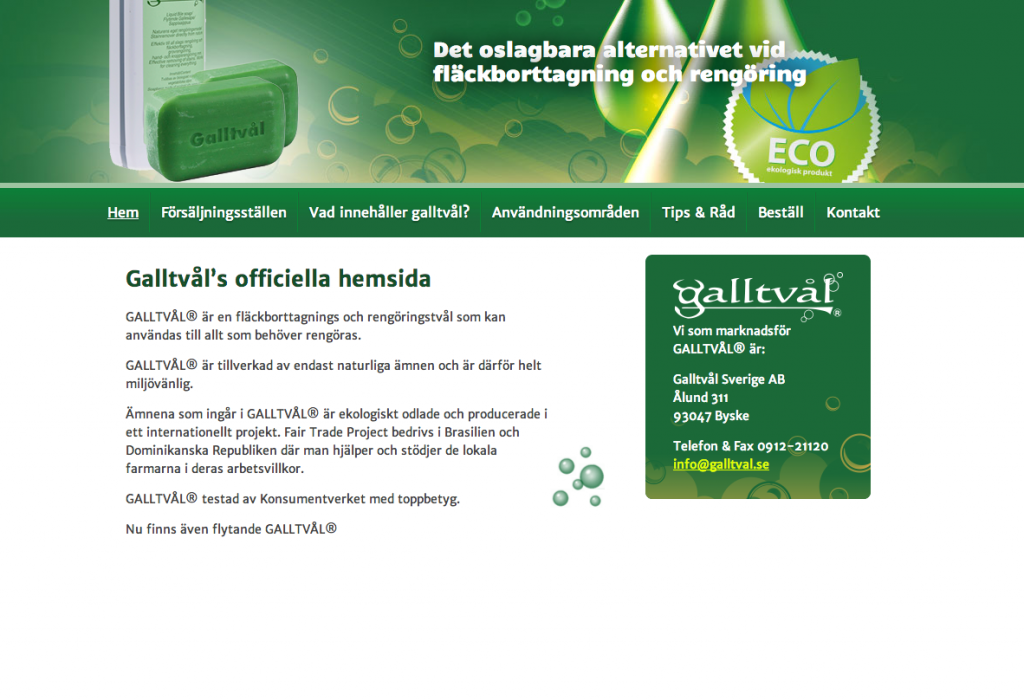 Det oslagbara alternativet vid
fläckborttagning och rengöring
Galltvål
ECO
ekologisk produkt
Hem
Försäljningsställen
Vad innehåller galltvål?
Användningsområden
Tips & Råd
Beställ
Kontakt
Galltvål's officiella hemsida
GALLTVÅL® är en fläckborttagnings och rengöringstvål som kan
användas till allt som behöver rengöras.
GALLTVÅL® är tillverkad av endast naturliga ämnen och är därför helt
miljövänlig.
Ämnena som ingår i GALLTVÅL® är ekologiskt odlade och producerade i
ett internationellt projekt. Fair Trade Project bedrivs i Brasilien och
Dominikanska Republiken där man hjälper och stödjer de lokala
farmarna i deras arbetsvillkor.
GALLTVÅL® testad av Konsumentverket med toppbetyg.
Nu finns även flytande GALLTVÅL®
galltvål®
Vi som marknadsför
GALLTVÅL® är:
Galltvål Sverige AB
Ålund 311
93047 Byske
Telefon & Fax 0912-21120
info@galltval.se